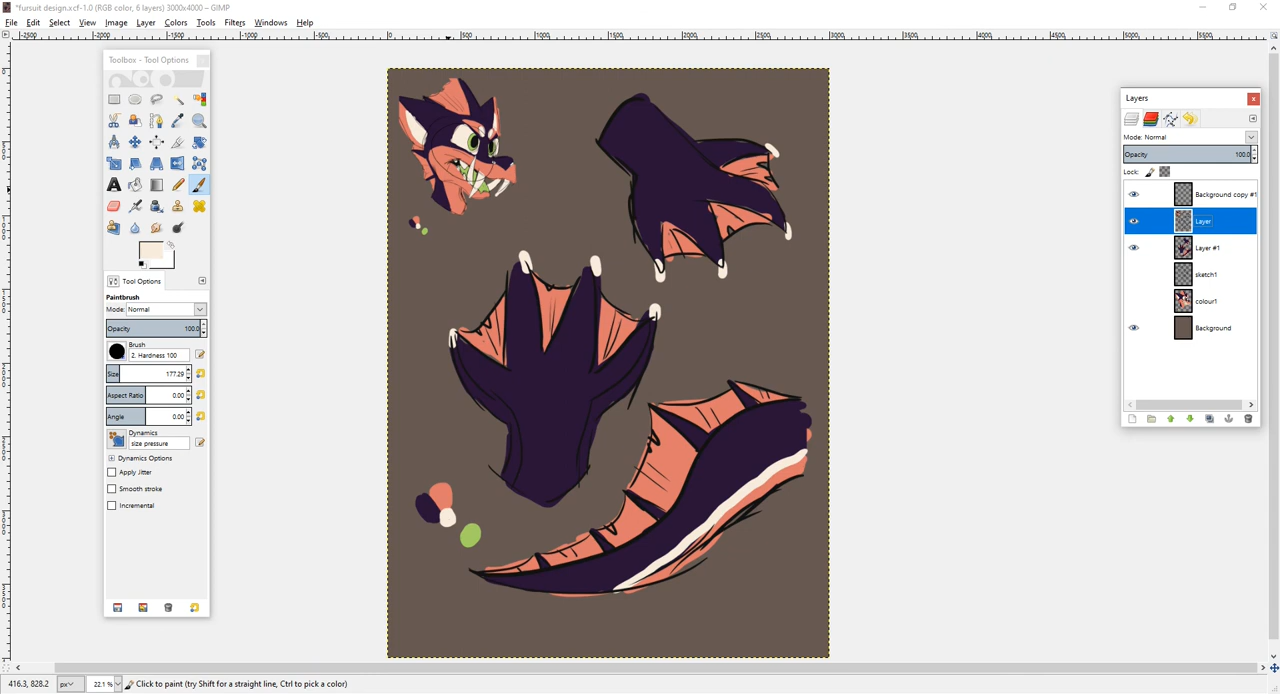 *fursuit design.xcf-1.0 (RGB color, 6 layers) 3000x4000 – GIMP
File Edit Select View Image Layer Colors Tools Filters Windows Help
Toolbox - Tool Options
Tool Options
Paintbrush
Mode: Normal
Opacity 100.0
Brush
2. Hardness 100
Size 177.29
Aspect Ratio 0.00
Angle 0.00
Dynamics
size pressure
Dynamics Options
Apply Jitter
Smooth stroke
Incremental
Layers
Mode: Normal
Opacity 100.0
Lock:
Background copy #1
Layer
Layer #1
sketch1
colour1
Background
416.3, 828.2 px 22.1 % Click to paint (try Shift for a straight line, Ctrl to pick a color)